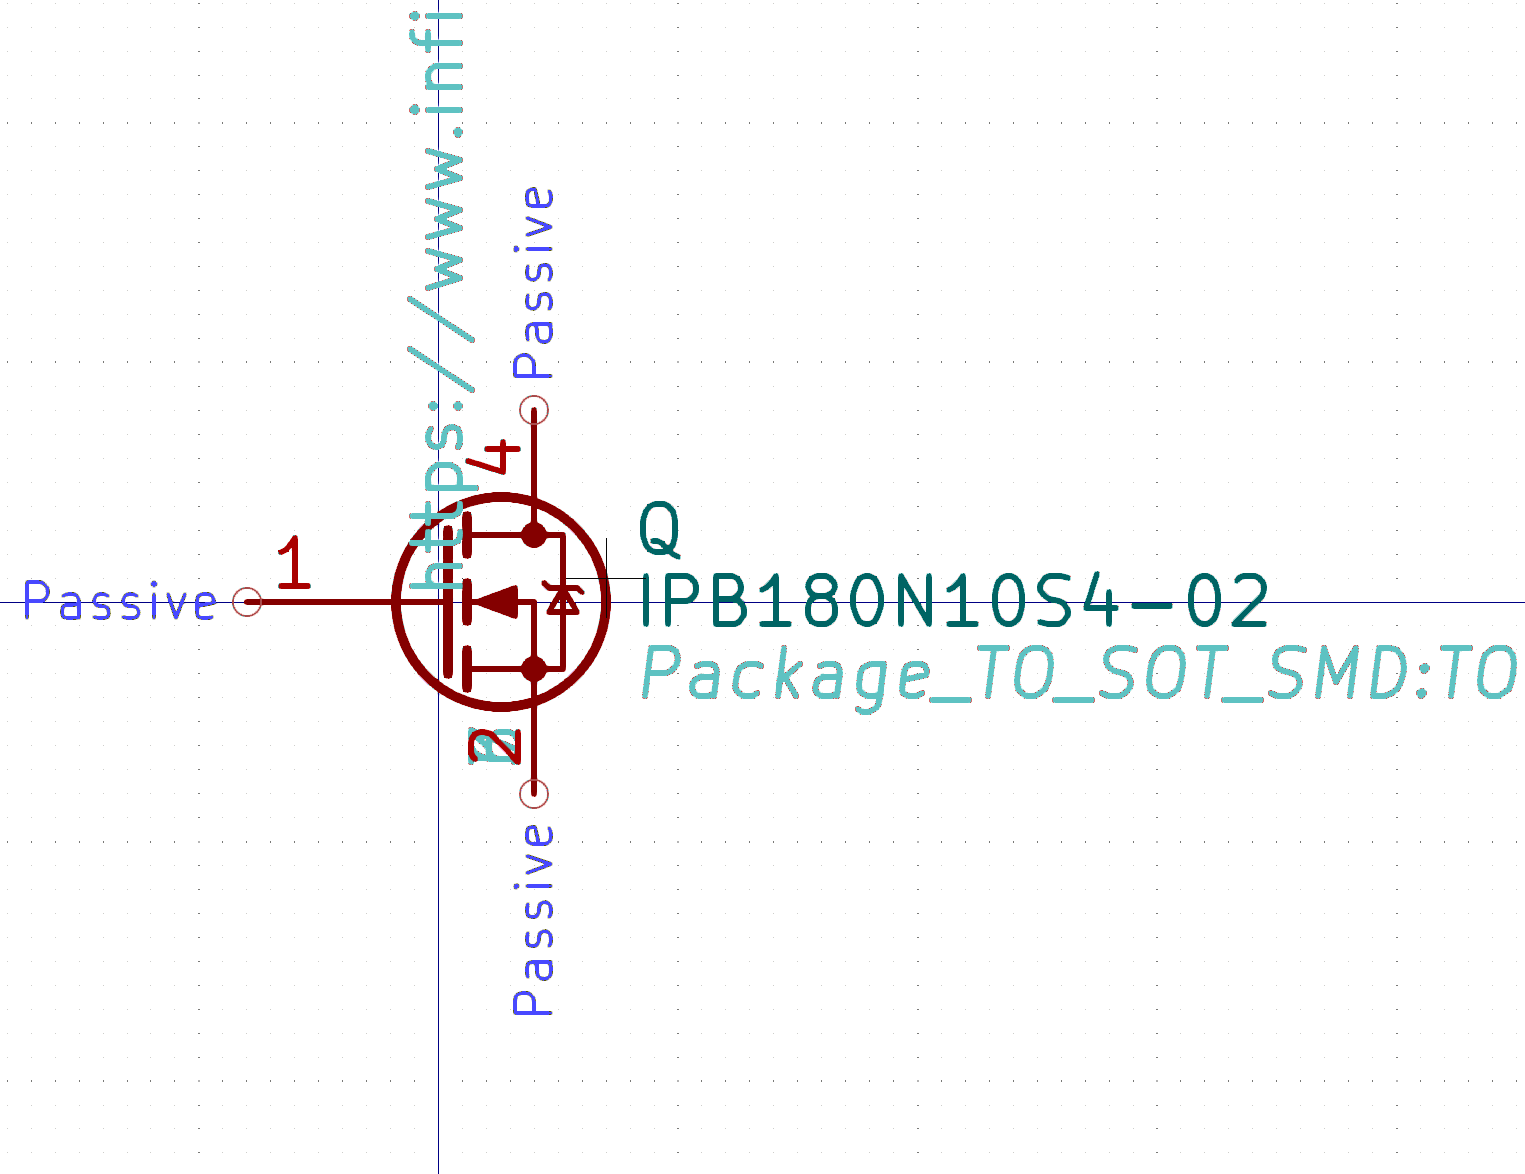 https://www.infi
Passive
4
Q
1
IPB180N10S4-02
Passive
Package_TO_SOT_SMD:TO
2
Passive